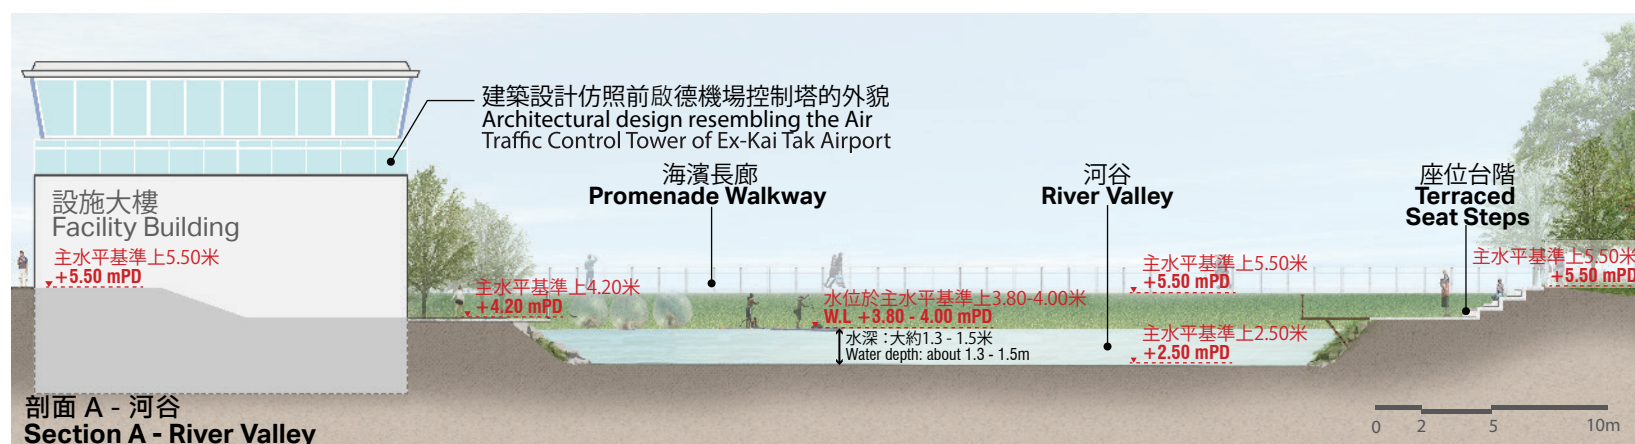 建築設計仿照前啟德機場控制塔的外貌
Architectural design resembling the Air
Traffic Control Tower of Ex-Kai Tak Airport
設施大樓
Facility Building
主水平基準上5.50米
+5.50 mPD
主水平基準上4.20米
+4.20 mPD
海濱長廊
Promenade Walkway
水位於主水平基準上3.80-4.00米
W.L +3.80 - 4.00 mPD
水深：大約1.3 - 1.5米
Water depth: about 1.3 - 1.5m
河谷
River Valley
主水平基準上5.50米
+5.50 mPD
主水平基準上2.50米
+2.50 mPD
座位台階
Terraced
Seat Steps
主水平基準上5.50米
+5.50 mPD
剖面 A - 河谷
Section A - River Valley
0 2 5 10m